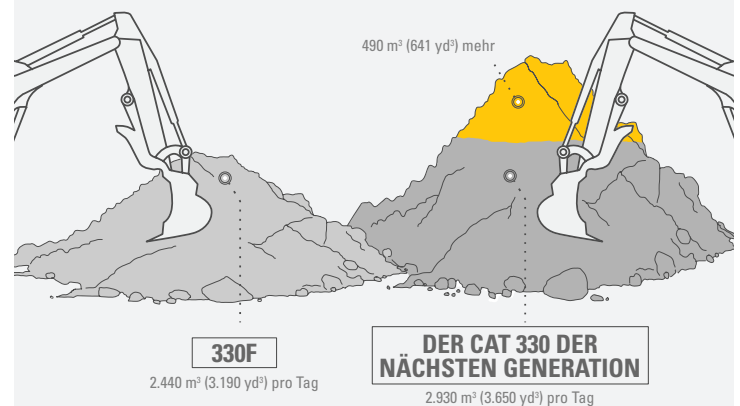 490 m³ (641 yd³) mehr
330F
2.440 m³ (3.190 yd³) pro Tag
DER CAT 330 DER
NÄCHSTEN GENERATION
2.930 m³ (3.650 yd³) pro Tag